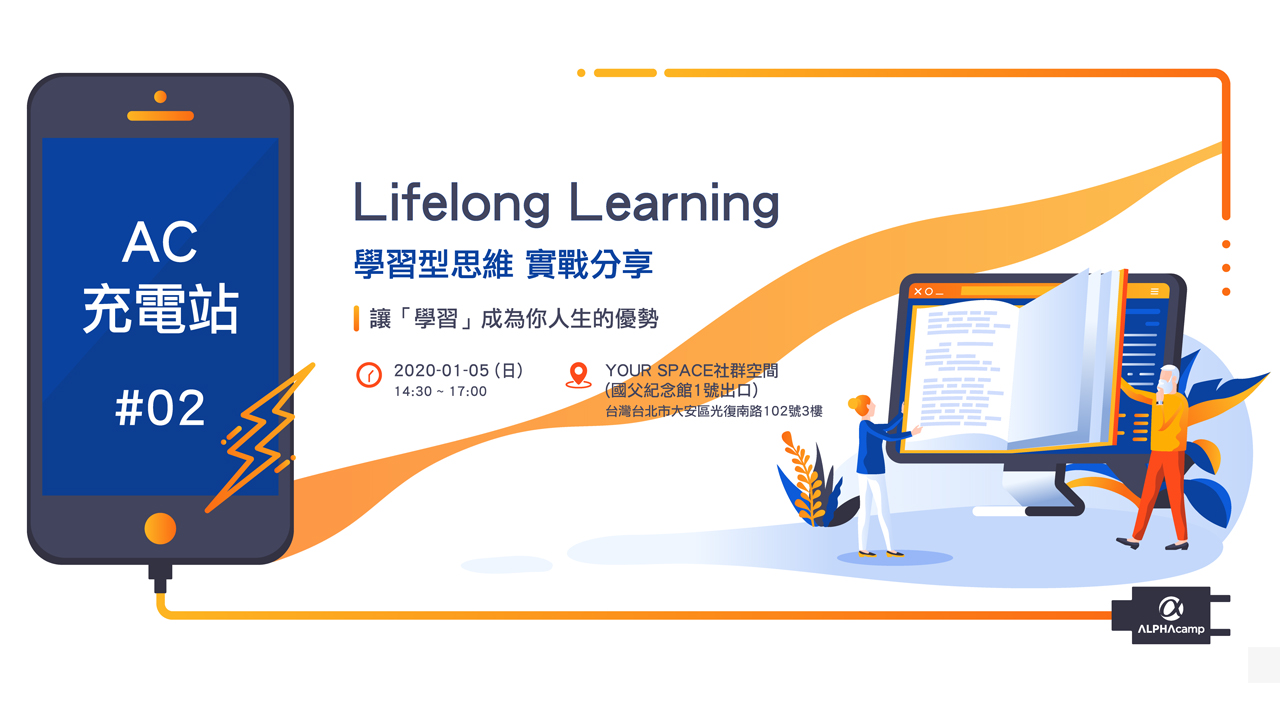 AC
充電站
#02
Lifelong Learning
學習型思維 實戰分享
讓「學習」成為你人生的優勢
2020-01-05 (日)
14:30 ~ 17:00
YOUR SPACE社群空間
(國父紀念館1號出口)
台灣台北市大安區光復南路102號3樓
ALPHAcamp